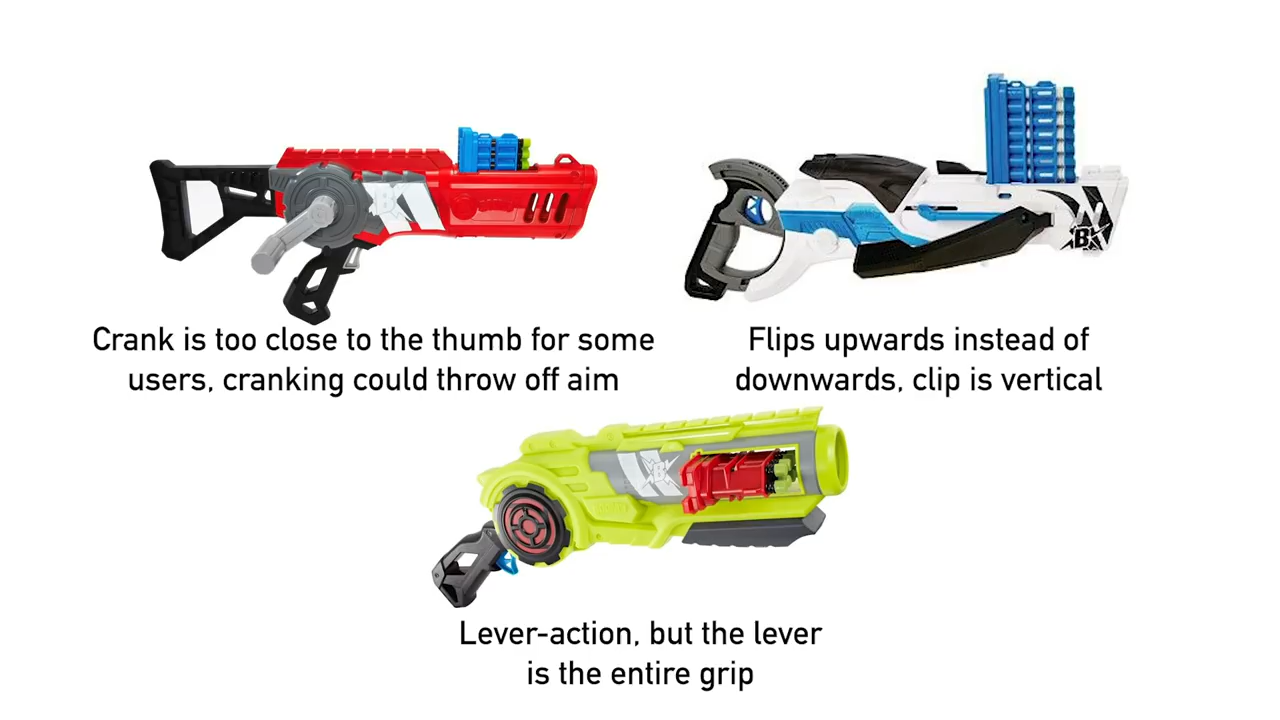 Crank is too close to the thumb for some
users, cranking could throw off aim
Flips upwards instead of
downwards, clip is vertical
Lever-action, but the lever
is the entire grip